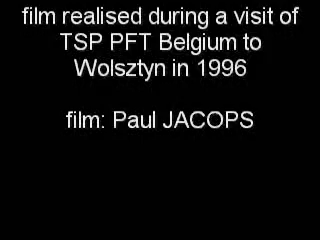 film realised during a visit of
TSP PFT Belgium to
Wolsztyn in 1996
film: Paul JACOPS